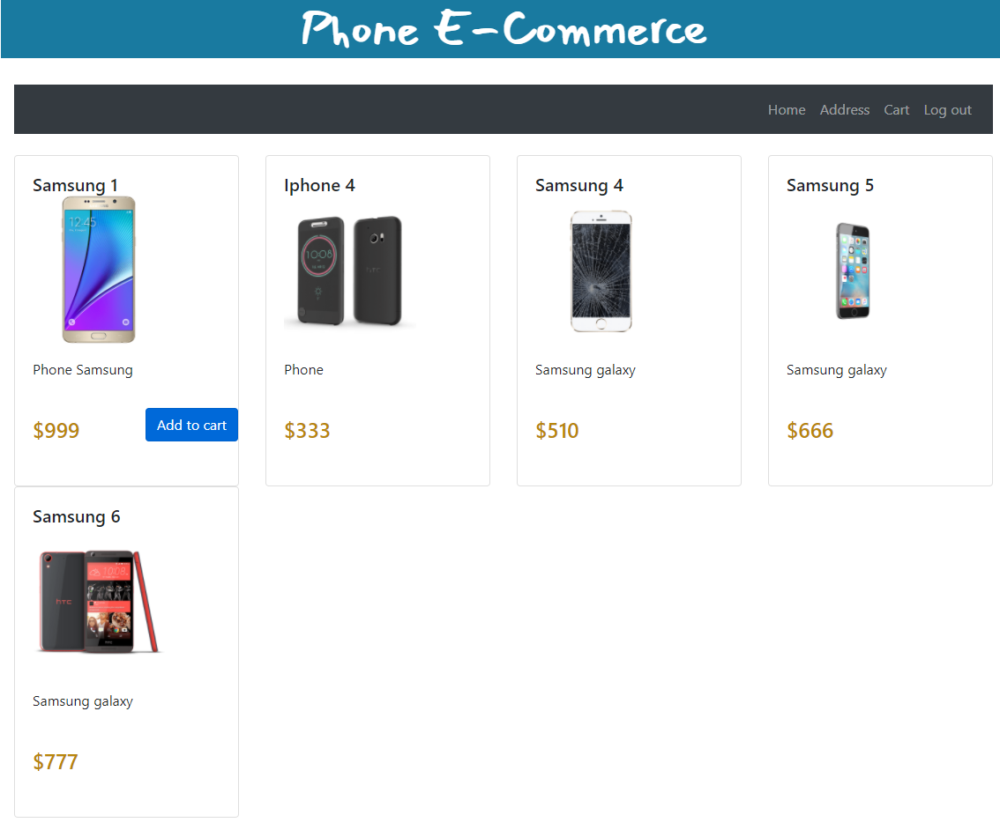 Phone E-Commerce
Home Address Cart Log out
Samsung 1
12:45
Phone Samsung
$999
Add to cart
Iphone 4
10:08
hTC
Phone
$333
Samsung 4
Samsung galaxy
$510
Samsung 5
Samsung galaxy
$666
Samsung 6
hTC
10:08
Samsung galaxy
$777